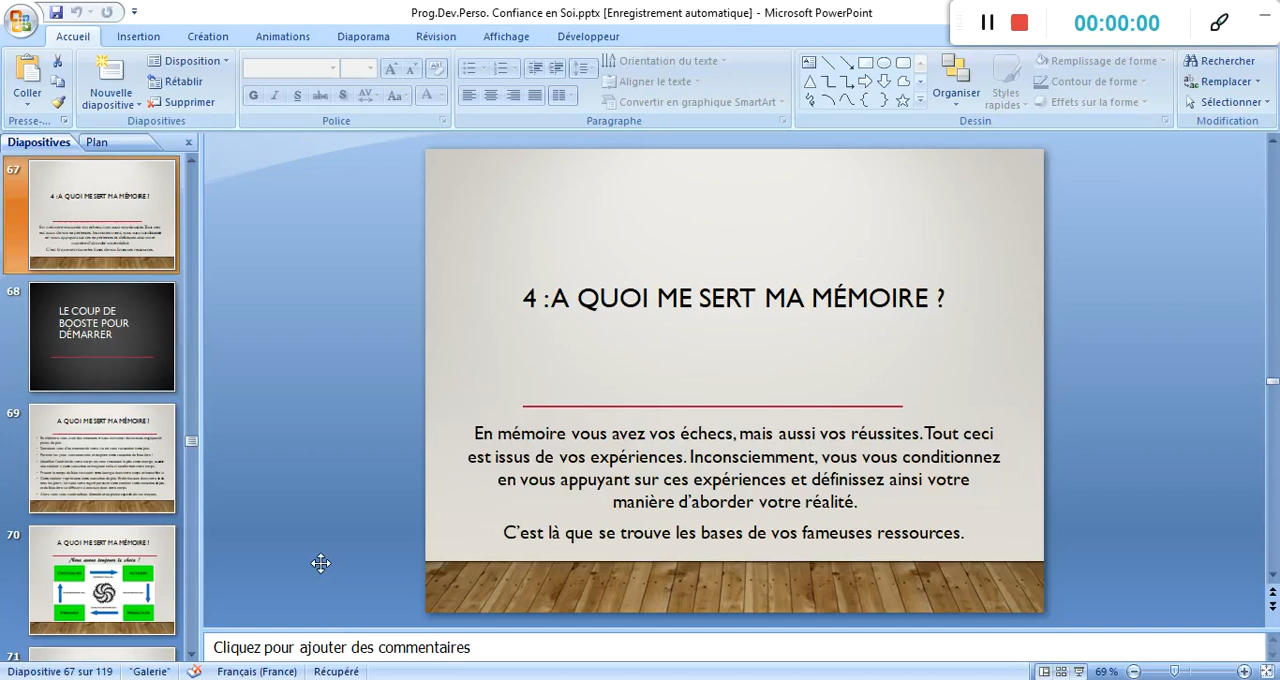 Prog.Dev.Perso. Confiance en Soi.pptx [Enregistrement automatique] - Microsoft PowerPoint
00:00:00
Accueil Insertion Création Animations Diaporama Révision Affichage Développeur
Coller
Presse-...
Nouvelle diapositive
Disposition
Rétablir
Supprimer
Diapositives
G I S abc S AV Aa A
Police
Orientation du texte
Aligner le texte
Convertir en graphique SmartArt
Paragraphe
Organiser
Styles rapides
Remplissage de forme
Contour de forme
Effets sur la forme
Dessin
Rechercher
Remplacer
Sélectionner
Modification
Diapositives Plan
67
4 : A QUOI ME SERT MA MÉMOIRE ?
68
LE COUP DE
BOOSTE POUR
DÉMARRER
69
A QUOI ME SERT MA MÉMOIRE ?
70
A QUOI ME SERT MA MÉMOIRE ?
71
4 : A QUOI ME SERT MA MÉMOIRE ?
En mémoire vous avez vos échecs, mais aussi vos réussites. Tout ceci
est issus de vos expériences. Inconsciement, vous vous conditionnez
en vous appuyant sur ces expériences et définissez ainsi votre
manière d'aborder votre réalité.
C'est là que se trouve les bases de vos fameuses ressources.
Cliquez pour ajouter des commentaires
Diapositive 67 sur 119 "Galerie" Français (France) Récupéré 69 %